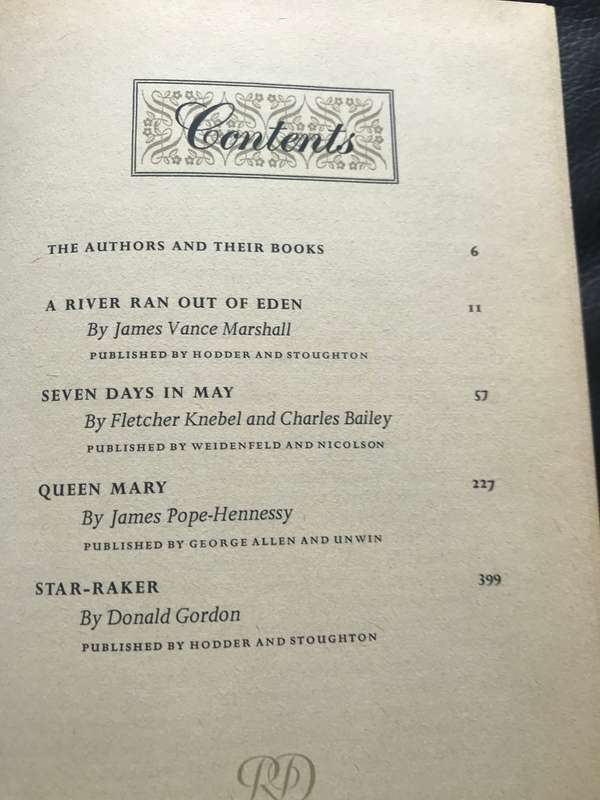 Contents
THE AUTHORS AND THEIR BOOKS 6
A RIVER RAN OUT OF EDEN 11
By James Vance Marshall
PUBLISHED BY HODDER AND STOUGHTON
SEVEN DAYS IN MAY 57
By Fletcher Knebel and Charles Bailey
PUBLISHED BY WEIDENFELD AND NICOLSON
QUEEN MARY 227
By James Pope-Hennessy
PUBLISHED BY GEORGE ALLEN AND UNWIN
STAR-RAKER 399
By Donald Gordon
PUBLISHED BY HODDER AND STOUGHTON
RD